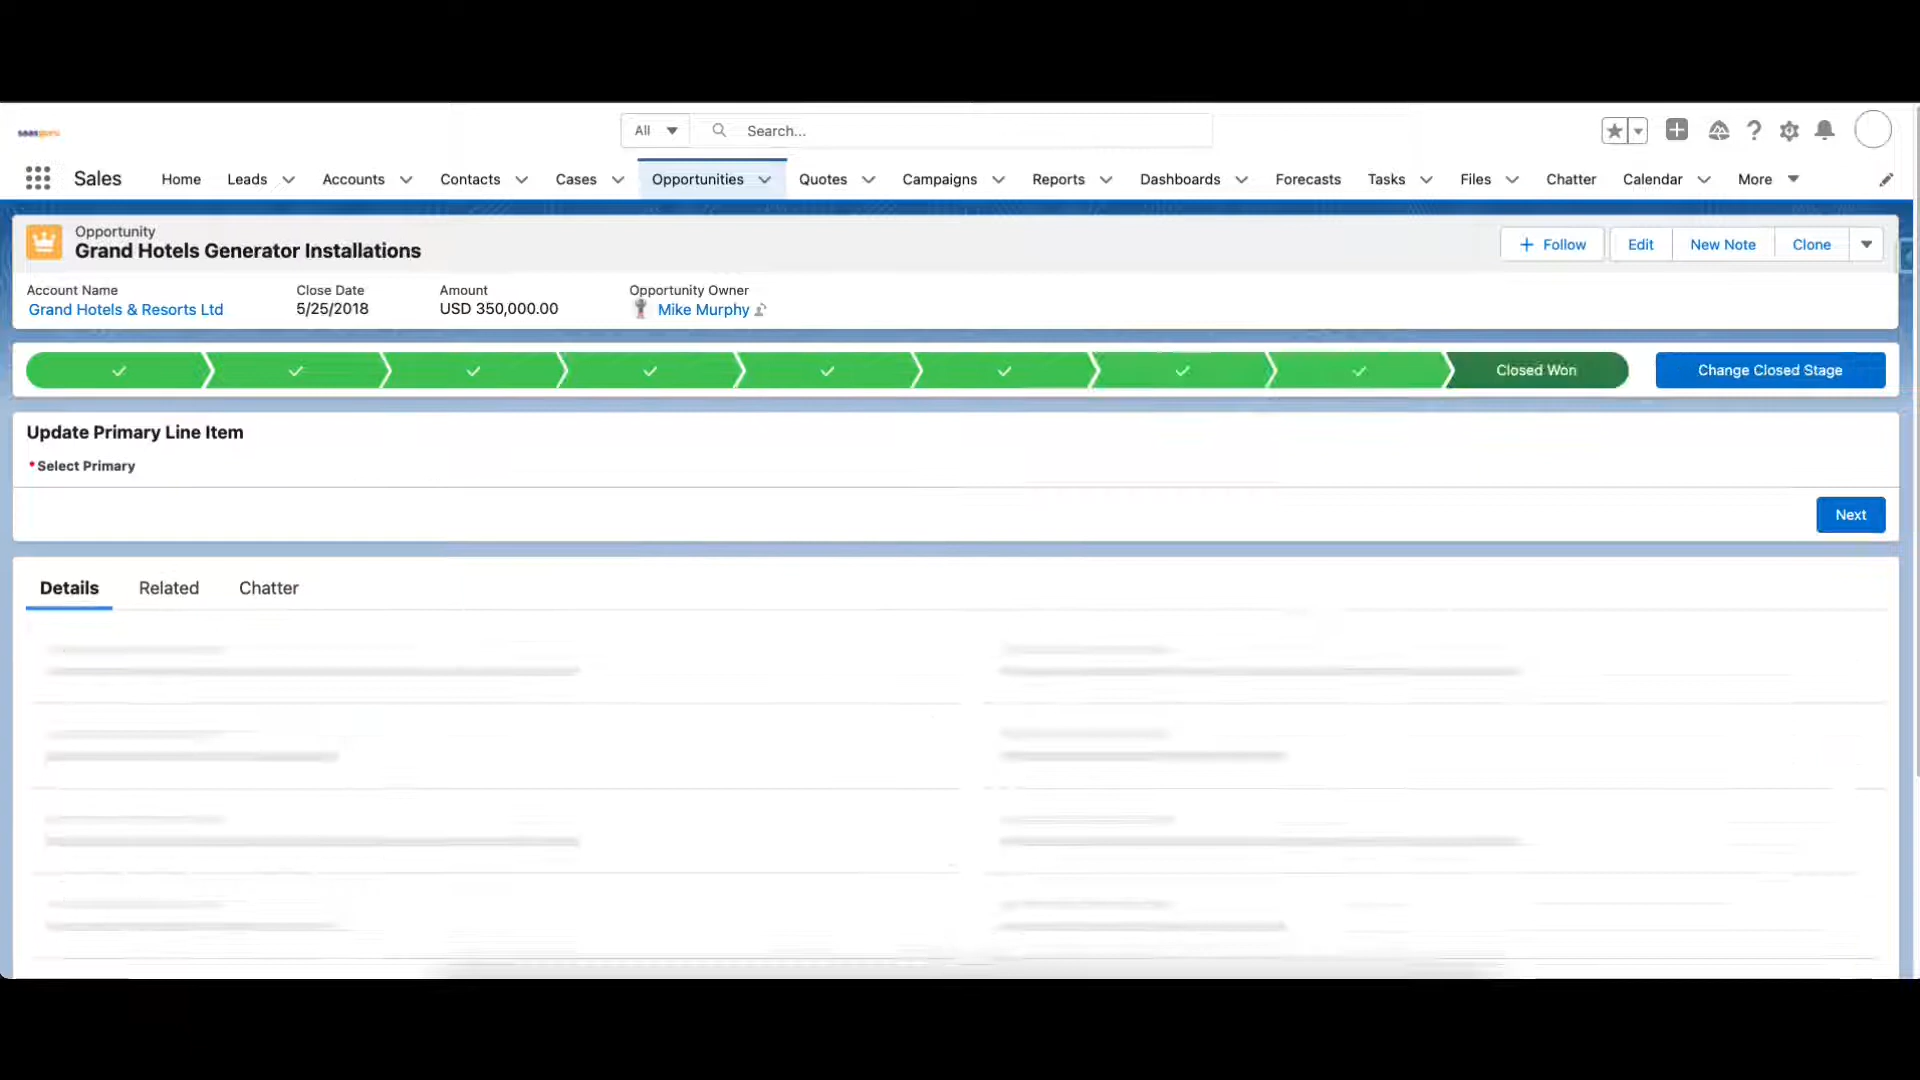 saasguru
All
Search...
Sales
Home
Leads
Accounts
Contacts
Cases
Opportunities
Quotes
Campaigns
Reports
Dashboards
Forecasts
Tasks
Files
Chatter
Calendar
More
Opportunity
Grand Hotels Generator Installations
Follow
Edit
New Note
Clone
Account Name
Close Date
Amount
Opportunity Owner
Grand Hotels & Resorts Ltd
5/25/2018
USD 350,000.00
Mike Murphy
Closed Won
Change Closed Stage
Update Primary Line Item
*Select Primary
Next
Details
Related
Chatter